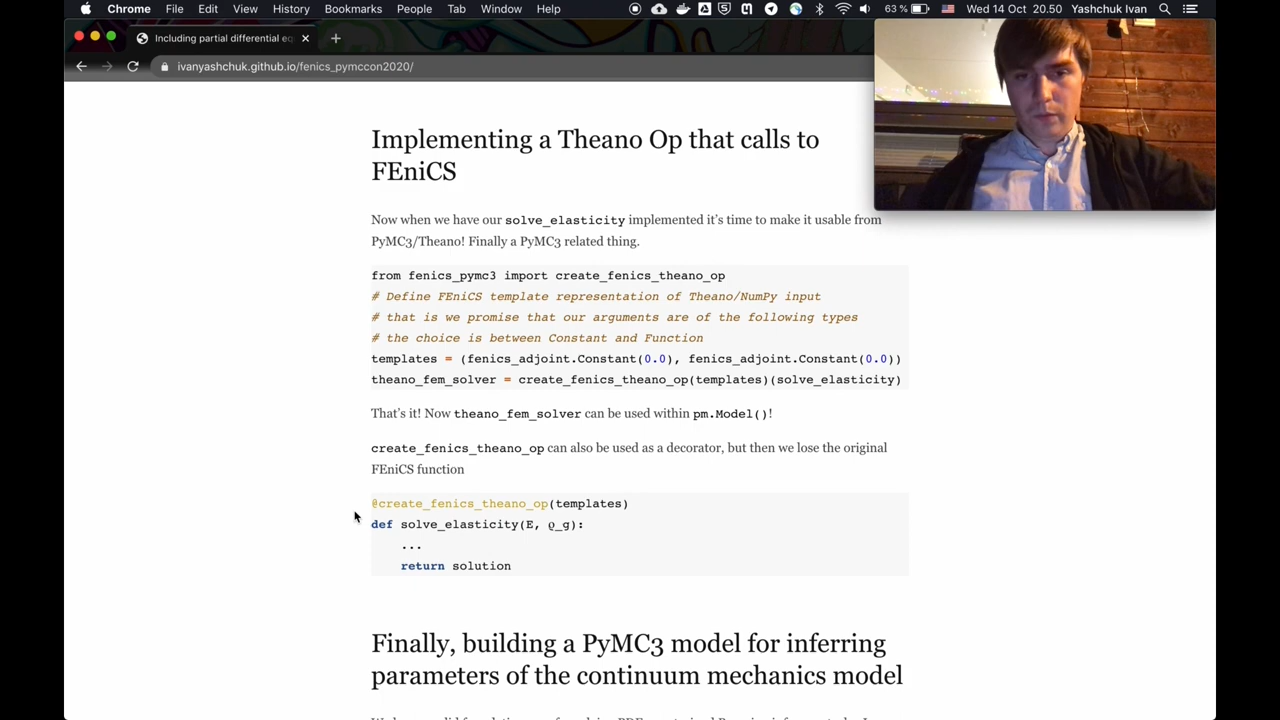 Chrome File Edit View History Bookmarks People Tab Window Help 63 % Wed 14 Oct 20.50 Yashchuk Ivan
Including partial differential eq
ivanyashchuk.github.io/fenics_pymccon2020/
Implementing a Theano Op that calls to
FEniCS
Now when we have our solve_elasticity implemented it’s time to make it usable from
PyMC3/Theano! Finally a PyMC3 related thing.
from fenics_pymc3 import create_fenics_theano_op
# Define FEniCS template representation of Theano/NumPy input
# that is we promise that our arguments are of the following types
# the choice is between Constant and Function
templates = (fenics_adjoint.Constant(0.0), fenics_adjoint.Constant(0.0))
theano_fem_solver = create_fenics_theano_op(templates)(solve_elasticity)
That’s it! Now theano_fem_solver can be used within pm.Model()!
create_fenics_theano_op can also be used as a decorator, but then we lose the original
FEniCS function
@create_fenics_theano_op(templates)
def solve_elasticity(E, ϱ_g):
...
return solution
Finally, building a PyMC3 model for inferring
parameters of the continuum mechanics model